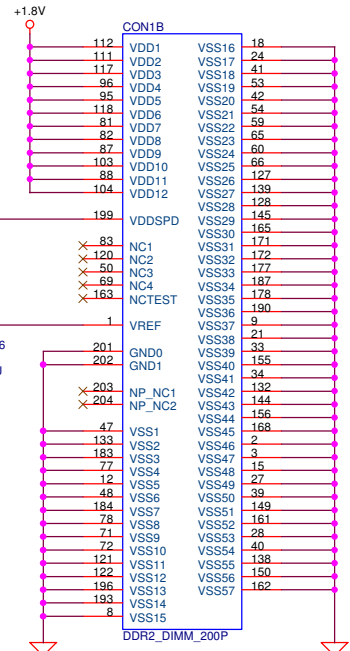 +1.8V
CON1B
112 VDD1 VSS16 18
111 VDD2 VSS17 24
117 VDD3 VSS18 41
96 VDD4 VSS19 53
95 VDD5 VSS20 42
118 VDD6 VSS21 54
81 VDD7 VSS22 59
82 VDD8 VSS23 65
87 VDD9 VSS24 60
103 VDD10 VSS25 66
88 VDD11 VSS26 127
104 VDD12 VSS27 139
VSS28 128
199 VDDSPD VSS29 145
VSS30 165
83 NC1 VSS31 171
120 NC2 VSS32 172
50 NC3 VSS33 177
69 NC4 VSS34 187
163 NCTEST VSS35 178
VSS36 190
1 VREF VSS37 9
VSS38 21
6
201 GND0 VSS39 33
202 GND1 VSS40 155
VSS41 34
203 NP_NC1 VSS42 132
204 NP_NC2 VSS43 144
VSS44 156
47 VSS1 VSS45 168
133 VSS2 VSS46 2
183 VSS3 VSS47 3
77 VSS4 VSS48 15
12 VSS5 VSS49 27
48 VSS6 VSS50 39
184 VSS7 VSS51 149
78 VSS8 VSS52 161
71 VSS9 VSS53 28
72 VSS10 VSS54 40
121 VSS11 VSS55 138
122 VSS12 VSS56 150
196 VSS13 VSS57 162
193 VSS14
8 VSS15
DDR2_DIMM_200P